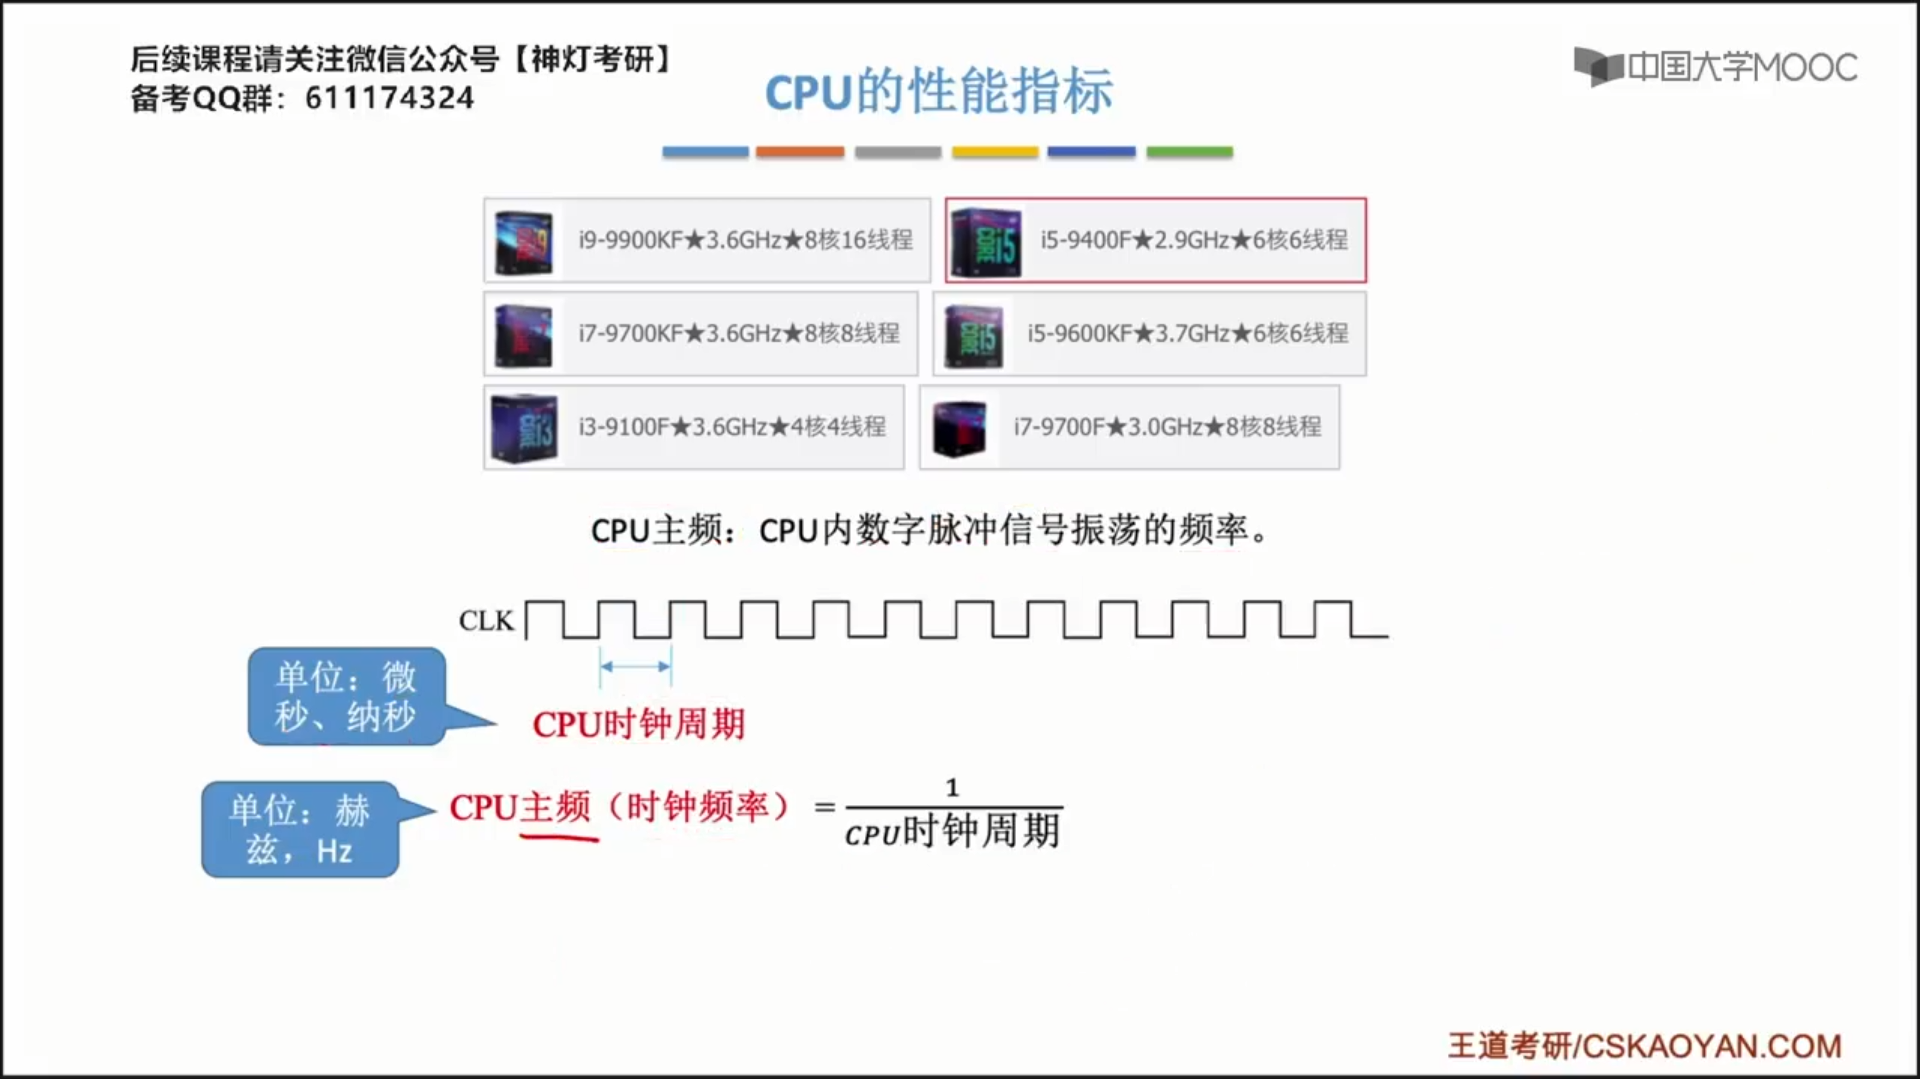 后续课程请关注微信公众号【神灯考研】
备考QQ群：611174324
中国大学MOOC
CPU的性能指标
i9-9900KF★3.6GHz★8核16线程
i5-9400F★2.9GHz★6核6线程
i7-9700KF★3.6GHz★8核8线程
i5-9600KF★3.7GHz★6核6线程
i3-9100F★3.6GHz★4核4线程
i7-9700F★3.0GHz★8核8线程
CPU主频：CPU内数字脉冲信号振荡的频率。
CLK
单位：微
秒、纳秒
CPU时钟周期
单位：赫
兹，Hz
CPU主频（时钟频率）=
1
CPU时钟周期
王道考研/CSKAOYAN.COM